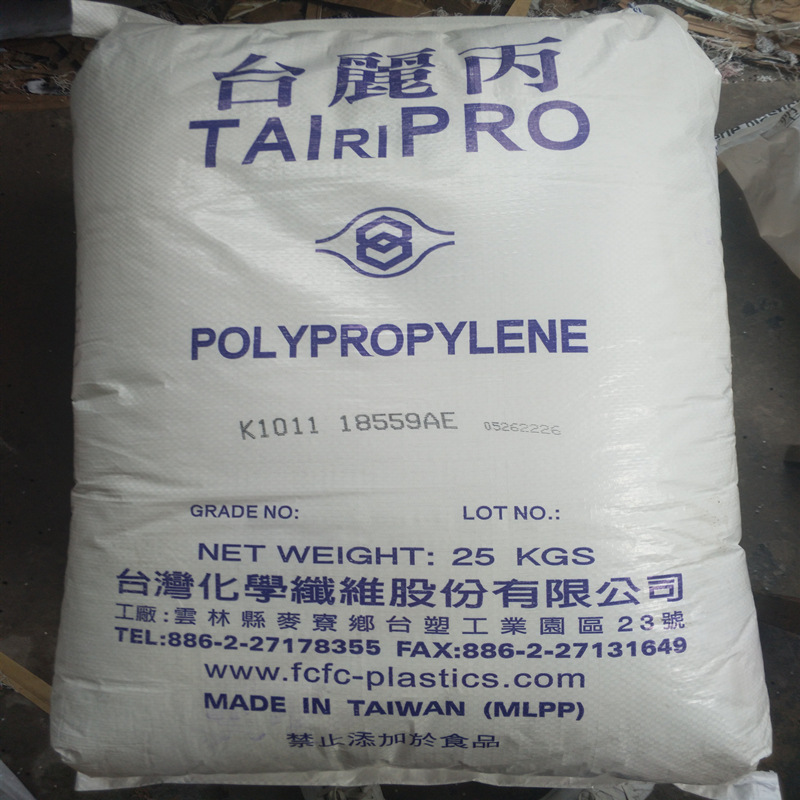 台麗丙
TAIRIPRO
POLYPROPYLENE
K1011 18559AE 05262226
GRADE NO: LOT NO.:
NET WEIGHT: 25 KGS
台灣化學纖維股份有限公司
工廠:雲林縣麥寮鄉台塑工業園區23號
TEL:886-2-27178355 FAX:886-2-27131649
www.fcfc-plastics.com
MADE IN TAIWAN (MLPP)
禁止添加於食品